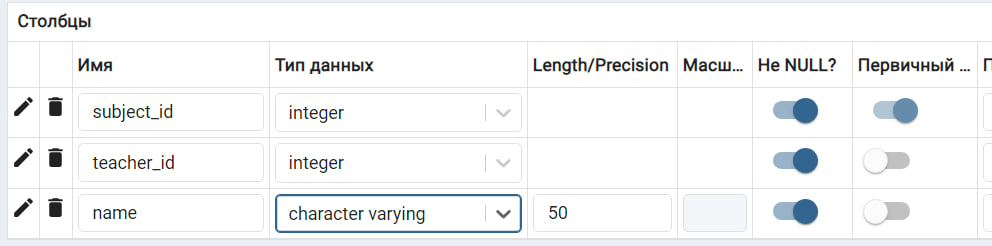 Столбцы
Имя Тип данных Length/Precision Масш... Не NULL? Первичный ...
subject_id integer
teacher_id integer
name character varying 50